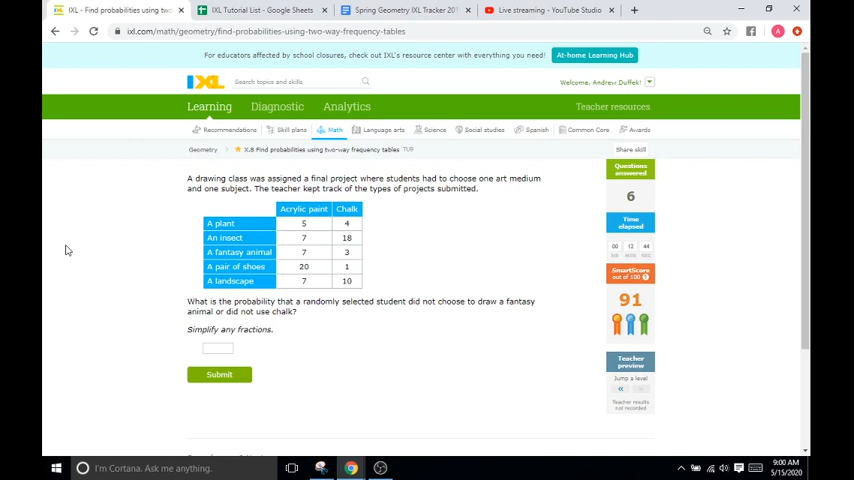 IXL - Find probabilities using two-
IXL Tutorial List - Google Sheets
Spring Geometry IXL Tracker 201
Live streaming - YouTube Studio
ixl.com/math/geometry/find-probabilities-using-two-way-frequency-tables
A
For educators affected by school closures, check out IXL's resource center with everything you need!
At-home Learning Hub
IXL
Search topics and skills
Welcome, Andrew Duffek!
Learning
Diagnostic
Analytics
Teacher resources
Recommendations
Skill plans
Math
Language arts
Science
Social studies
Spanish
Common Core
Awards
Geometry
X.8 Find probabilities using two-way frequency tables
Share skill
A drawing class was assigned a final project where students had to choose one art medium
and one subject. The teacher kept track of the types of projects submitted.
Acrylic paint Chalk
A plant 5 4
An insect 7 18
A fantasy animal 7 3
A pair of shoes 20 1
A landscape 7 10
What is the probability that a randomly selected student did not choose to draw a fantasy
animal or did not use chalk?
Simplify any fractions.
Submit
Questions
answered
6
Time
elapsed
00 12 44
HR MIN SEC
SmartScore
out of 100
91
Teacher
preview
Jump a level
Teacher results
not recorded
I'm Cortana. Ask me anything.
9:00 AM
5/15/2020